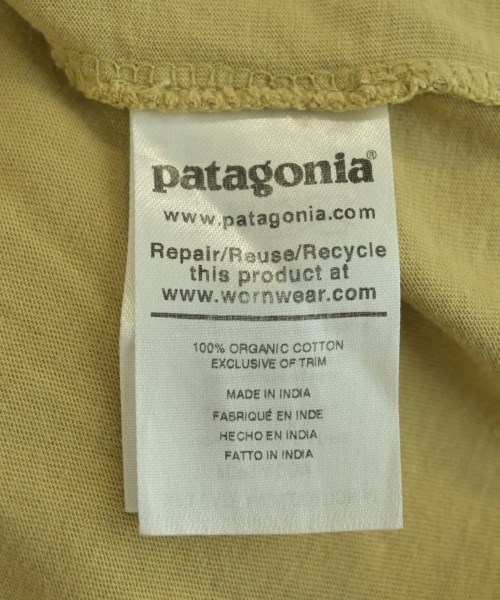 patagonia®
www.patagonia.com
Repair/Reuse/Recycle
this product at
www.wornwear.com
100% ORGANIC COTTON
EXCLUSIVE OF TRIM
MADE IN INDIA
FABRIQUÉ EN INDE
HECHO EN INDIA
FATTO IN INDIA